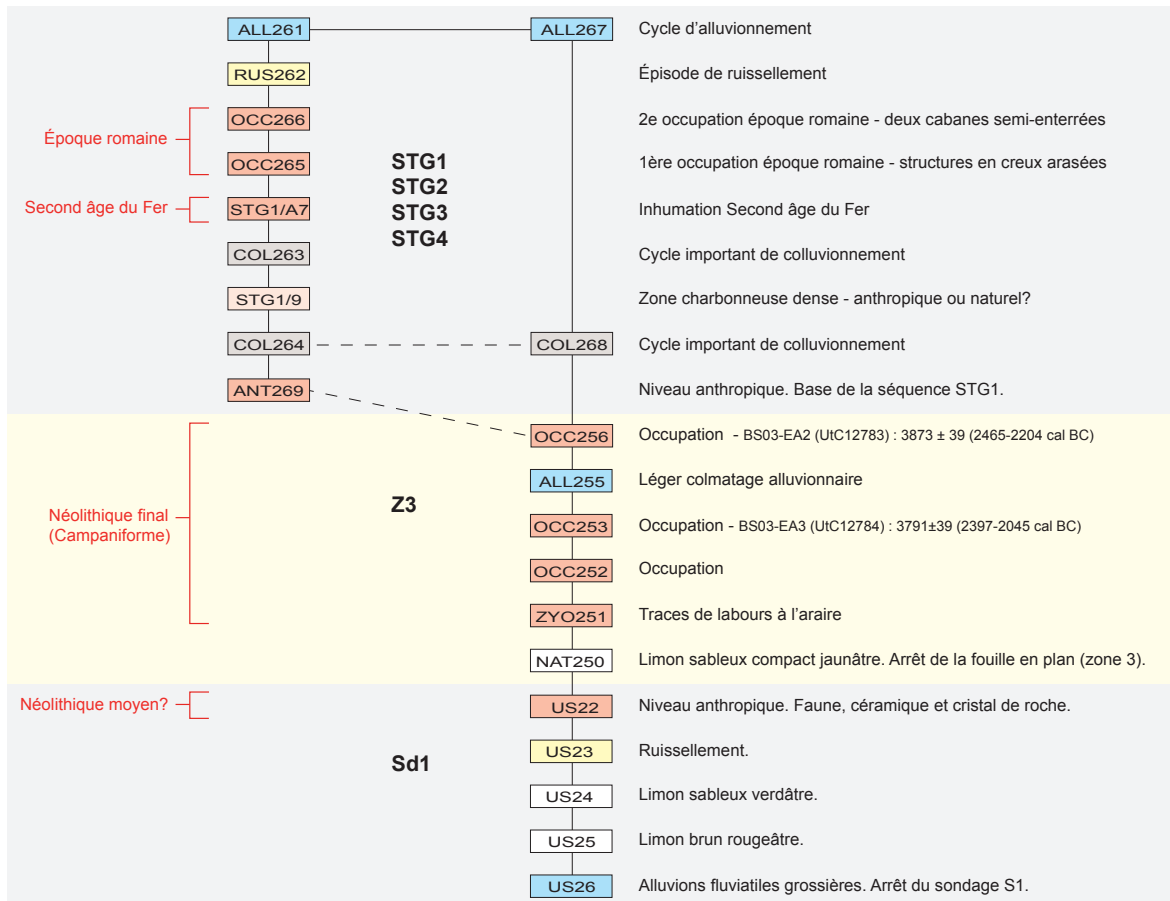 ALL261 ALL267 Cycle d'alluvionnement
RUS262 Épisode de ruissellement
OCC266 2e occupation époque romaine - deux cabanes semi-enterrées
Époque romaine
OCC265 1ère occupation époque romaine - structures en creux arasées
STG1
STG2
STG3
STG4
Second âge du Fer STG1/A7 Inhumation Second âge du Fer
COL263 Cycle important de colluvionnement
STG1/9 Zone charbonneuse dense - anthropique ou naturel?
COL264 COL268 Cycle important de colluvionnement
ANT269 Niveau anthropique. Base de la séquence STG1.
OCC256 Occupation - BS03-EA2 (UtC12783) : 3873 ± 39 (2465-2204 cal BC)
ALL255 Léger colmatage alluvionnaire
Z3
Néolithique final
(Campaniforme)
OCC253 Occupation - BS03-EA3 (UtC12784) : 3791±39 (2397-2045 cal BC)
OCC252 Occupation
ZYO251 Traces de labours à l'araire
NAT250 Limon sableux compact jaunâtre. Arrêt de la fouille en plan (zone 3).
Néolithique moyen? US22 Niveau anthropique. Faune, céramique et cristal de roche.
US23 Ruissellement.
Sd1
US24 Limon sableux verdâtre.
US25 Limon brun rougeâtre.
US26 Alluvions fluviatiles grossières. Arrêt du sondage S1.